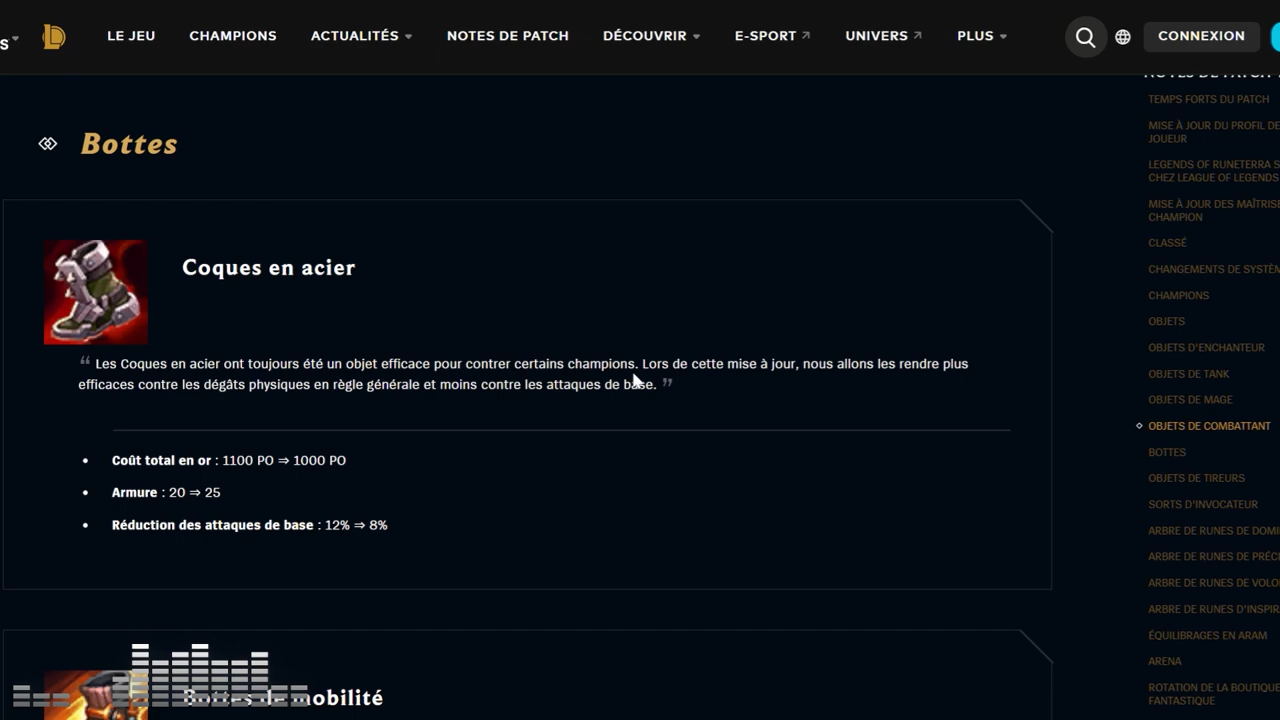 S
LE JEU CHAMPIONS ACTUALITÉS NOTES DE PATCH DÉCOUVRIR E-SPORT UNIVERS PLUS CONNEXION
Bottes
Coques en acier
“ Les Coques en acier ont toujours été un objet efficace pour contrer certains champions. Lors de cette mise à jour, nous allons les rendre plus
efficaces contre les dégâts physiques en règle générale et moins contre les attaques de base. ”
• Coût total en or : 1100 PO ⇒ 1000 PO
• Armure : 20 ⇒ 25
• Réduction des attaques de base : 12% ⇒ 8%
Bottes de mobilité
NOTES DE PATCH
TEMPS FORTS DU PATCH
MISE À JOUR DU PROFIL DE
JOUEUR
LEGENDS OF RUNETERRA S
CHEZ LEAGUE OF LEGENDS
MISE À JOUR DES MAÎTRISE
CHAMPION
CLASSÉ
CHANGEMENTS DE SYSTÈ
CHAMPIONS
OBJETS
OBJETS D'ENCHANTEUR
OBJETS DE TANK
OBJETS DE MAGE
OBJETS DE COMBATTANT
BOTTES
OBJETS DE TIREURS
SORTS D'INVOCATEUR
ARBRE DE RUNES DE DOMI
ARBRE DE RUNES DE PRÉC
ARBRE DE RUNES DE VOLO
ARBRE DE RUNES D'INSPIR
ÉQUILIBRAGES EN ARAM
ARENA
ROTATION DE LA BOUTIQUE
FANTASTIQUE